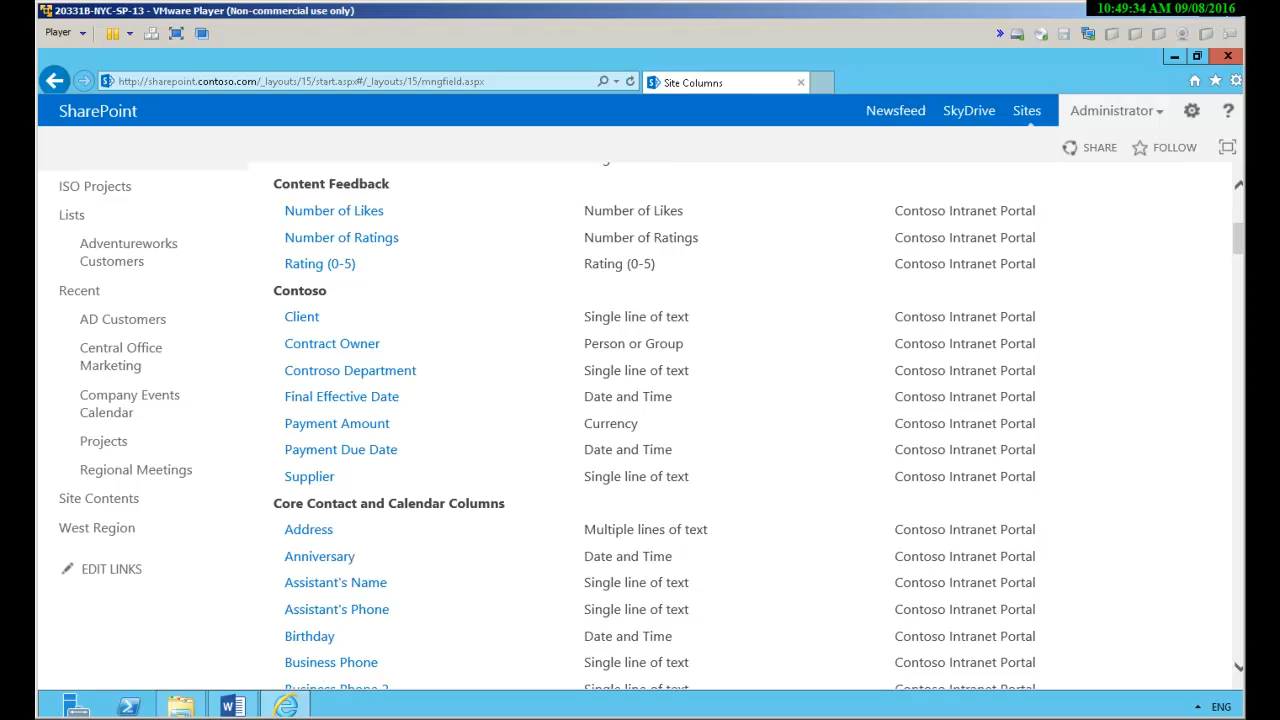 20331B-NYC-SP-13 - VMware Player (Non-commercial use only)
10:49:34 AM 09/08/2016
Player
http://sharepoint.contoso.com/_layouts/15/start.aspx#/_layouts/15/mngfield.aspx
Site Columns
SharePoint
Newsfeed SkyDrive Sites Administrator ?
SHARE FOLLOW
ISO Projects
Lists
Adventureworks
Customers
Recent
AD Customers
Central Office
Marketing
Company Events
Calendar
Projects
Regional Meetings
Site Contents
West Region
EDIT LINKS
Content Feedback
Number of Likes Number of Likes Contoso Intranet Portal
Number of Ratings Number of Ratings Contoso Intranet Portal
Rating (0-5) Rating (0-5) Contoso Intranet Portal
Contoso
Client Single line of text Contoso Intranet Portal
Contract Owner Person or Group Contoso Intranet Portal
Controso Department Single line of text Contoso Intranet Portal
Final Effective Date Date and Time Contoso Intranet Portal
Payment Amount Currency Contoso Intranet Portal
Payment Due Date Date and Time Contoso Intranet Portal
Supplier Single line of text Contoso Intranet Portal
Core Contact and Calendar Columns
Address Multiple lines of text Contoso Intranet Portal
Anniversary Date and Time Contoso Intranet Portal
Assistant's Name Single line of text Contoso Intranet Portal
Assistant's Phone Single line of text Contoso Intranet Portal
Birthday Date and Time Contoso Intranet Portal
Business Phone Single line of text Contoso Intranet Portal
Business Phone 2 Single line of text Contoso Intranet Portal
ENG